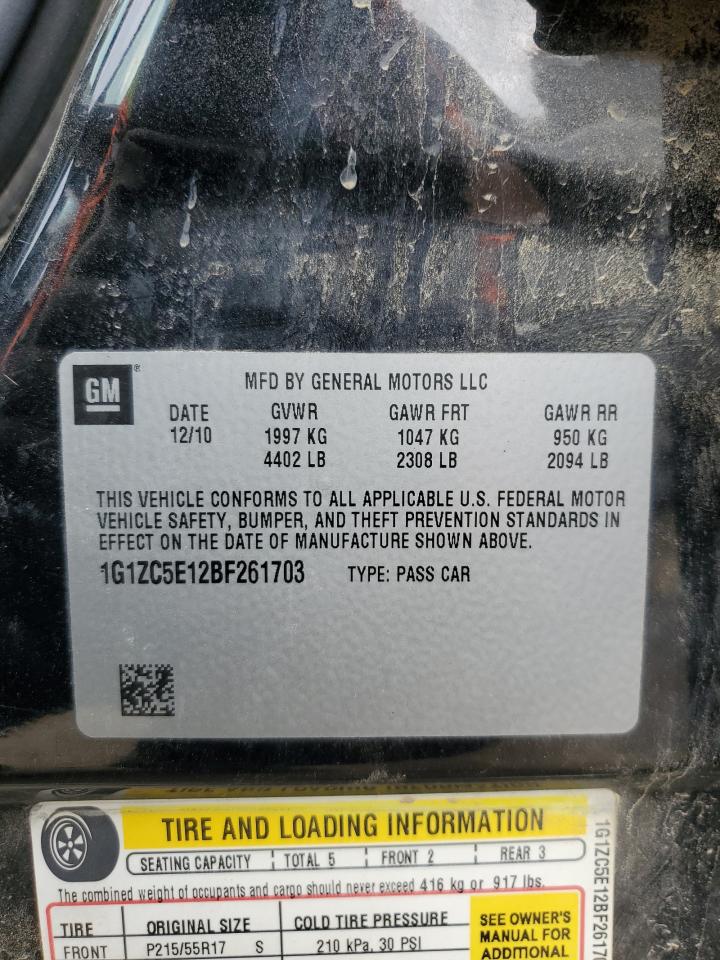 GM®
MFD BY GENERAL MOTORS LLC
DATE GVWR GAWR FRT GAWR RR
12/10 1997 KG 1047 KG 950 KG
4402 LB 2308 LB 2094 LB
THIS VEHICLE CONFORMS TO ALL APPLICABLE U.S. FEDERAL MOTOR
VEHICLE SAFETY, BUMPER, AND THEFT PREVENTION STANDARDS IN
EFFECT ON THE DATE OF MANUFACTURE SHOWN ABOVE.
1G1ZC5E12BF261703 TYPE: PASS CAR
TIRE AND LOADING INFORMATION
TIRE AND LOADING INFORMATION
SEATING CAPACITY TOTAL 5 FRONT 2 REAR 3
The combined weight of occupants and cargo should never exceed 416 kg or 917 lbs.
TIRE ORIGINAL SIZE COLD TIRE PRESSURE
FRONT P215/55R17 S 210 kPa, 30 PSI
SEE OWNER'S
MANUAL FOR
ADDITIONAL
1G1ZC5E12BF26170